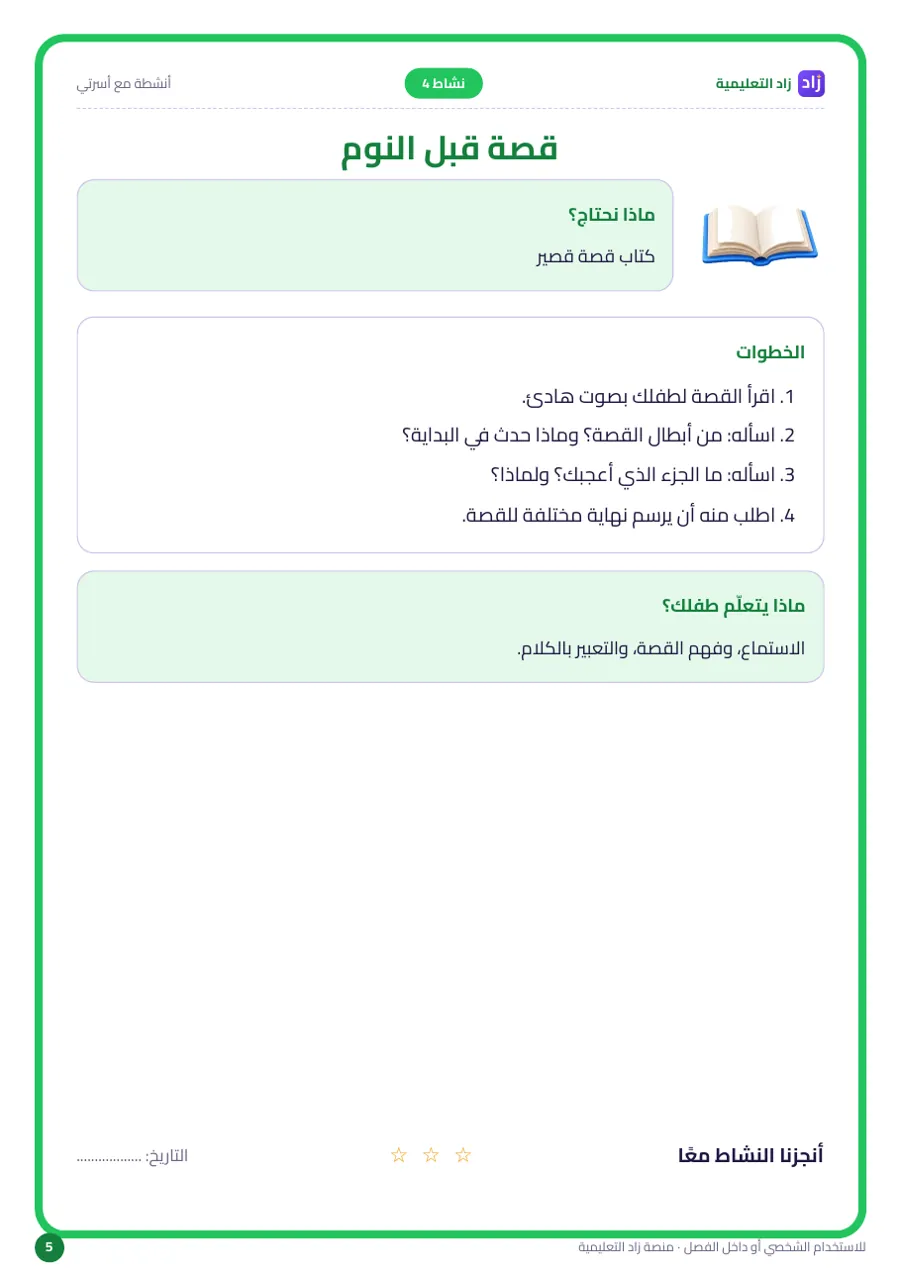 زاد زاد التعليمية
نشاط 4
أنشطة مع أسرتي
قصة قبل النوم
ماذا نحتاج؟
كتاب قصة قصير
الخطوات
1. اقرأ القصة لطفلك بصوت هادئ.
2. اسأله: من أبطال القصة؟ وماذا حدث في البداية؟
3. اسأله: ما الجزء الذي أعجبك؟ ولماذا؟
4. اطلب منه أن يرسم نهاية مختلفة للقصة.
ماذا يتعلّم طفلك؟
الاستماع، وفهم القصة، والتعبير بالكلام.
أنجزنا النشاط معًا
☆ ☆ ☆
التاريخ: ..................
للاستخدام الشخصي أو داخل الفصل · منصة زاد التعليمية
5